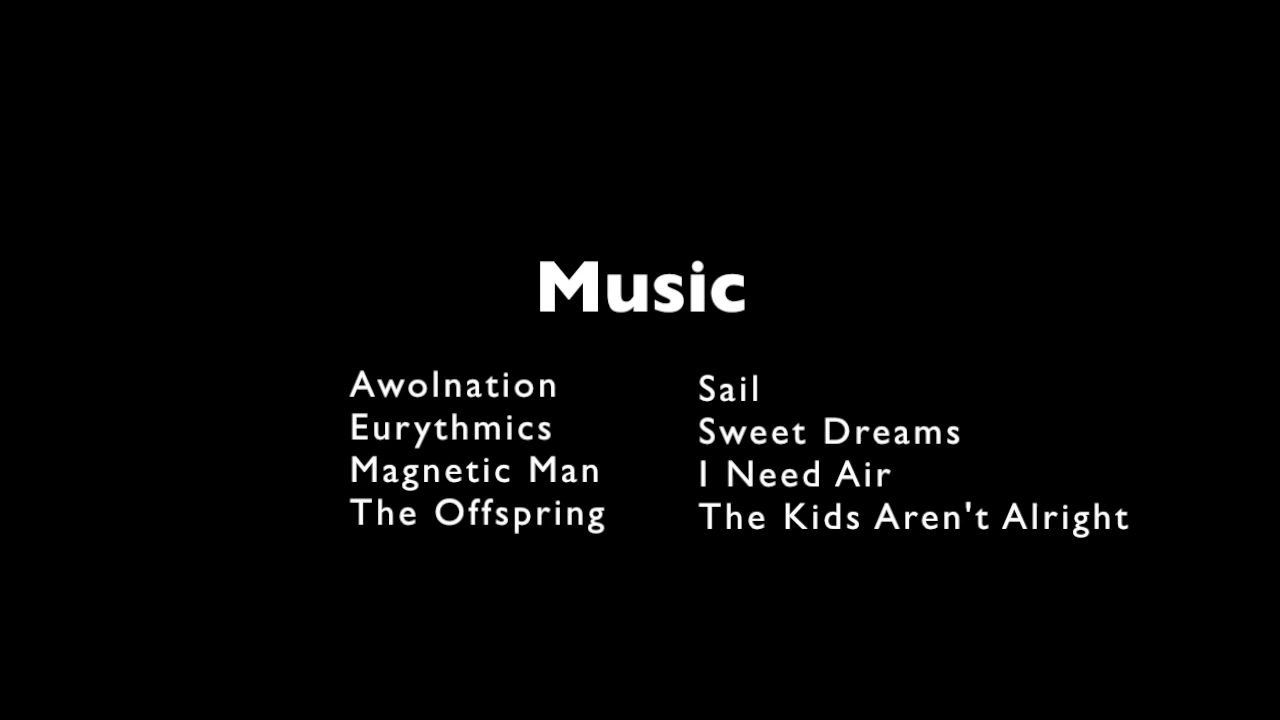 Music
Awolnation Sail
Eurythmics Sweet Dreams
Magnetic Man I Need Air
The Offspring The Kids Aren't Alright